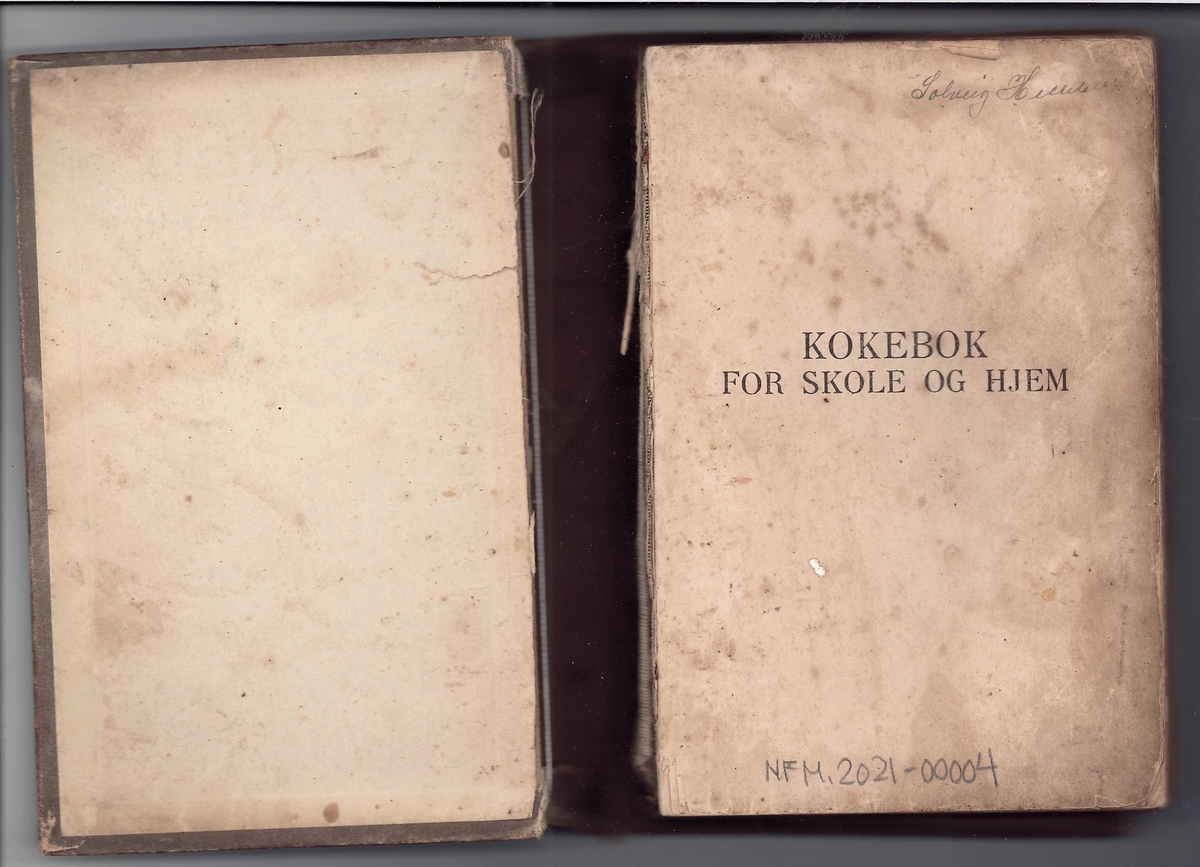 Solveig
KOKEBOK
FOR SKOLE OG HJEM
NFM.2021-00004